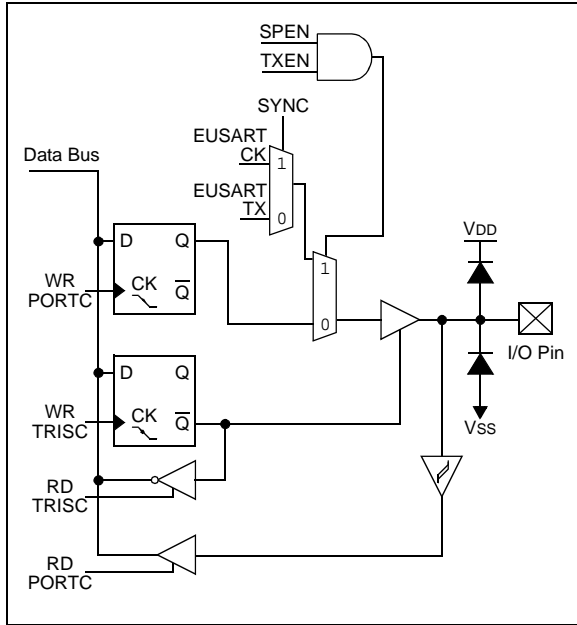 SPEN
TXEN
SYNC
EUSART
CK
1
EUSART
TX
0
Data Bus
D Q
CK
Q
WR
PORTC
1
0
VDD
I/O Pin
VSS
D Q
CK
Q
WR
TRISC
RD
TRISC
RD
PORTC